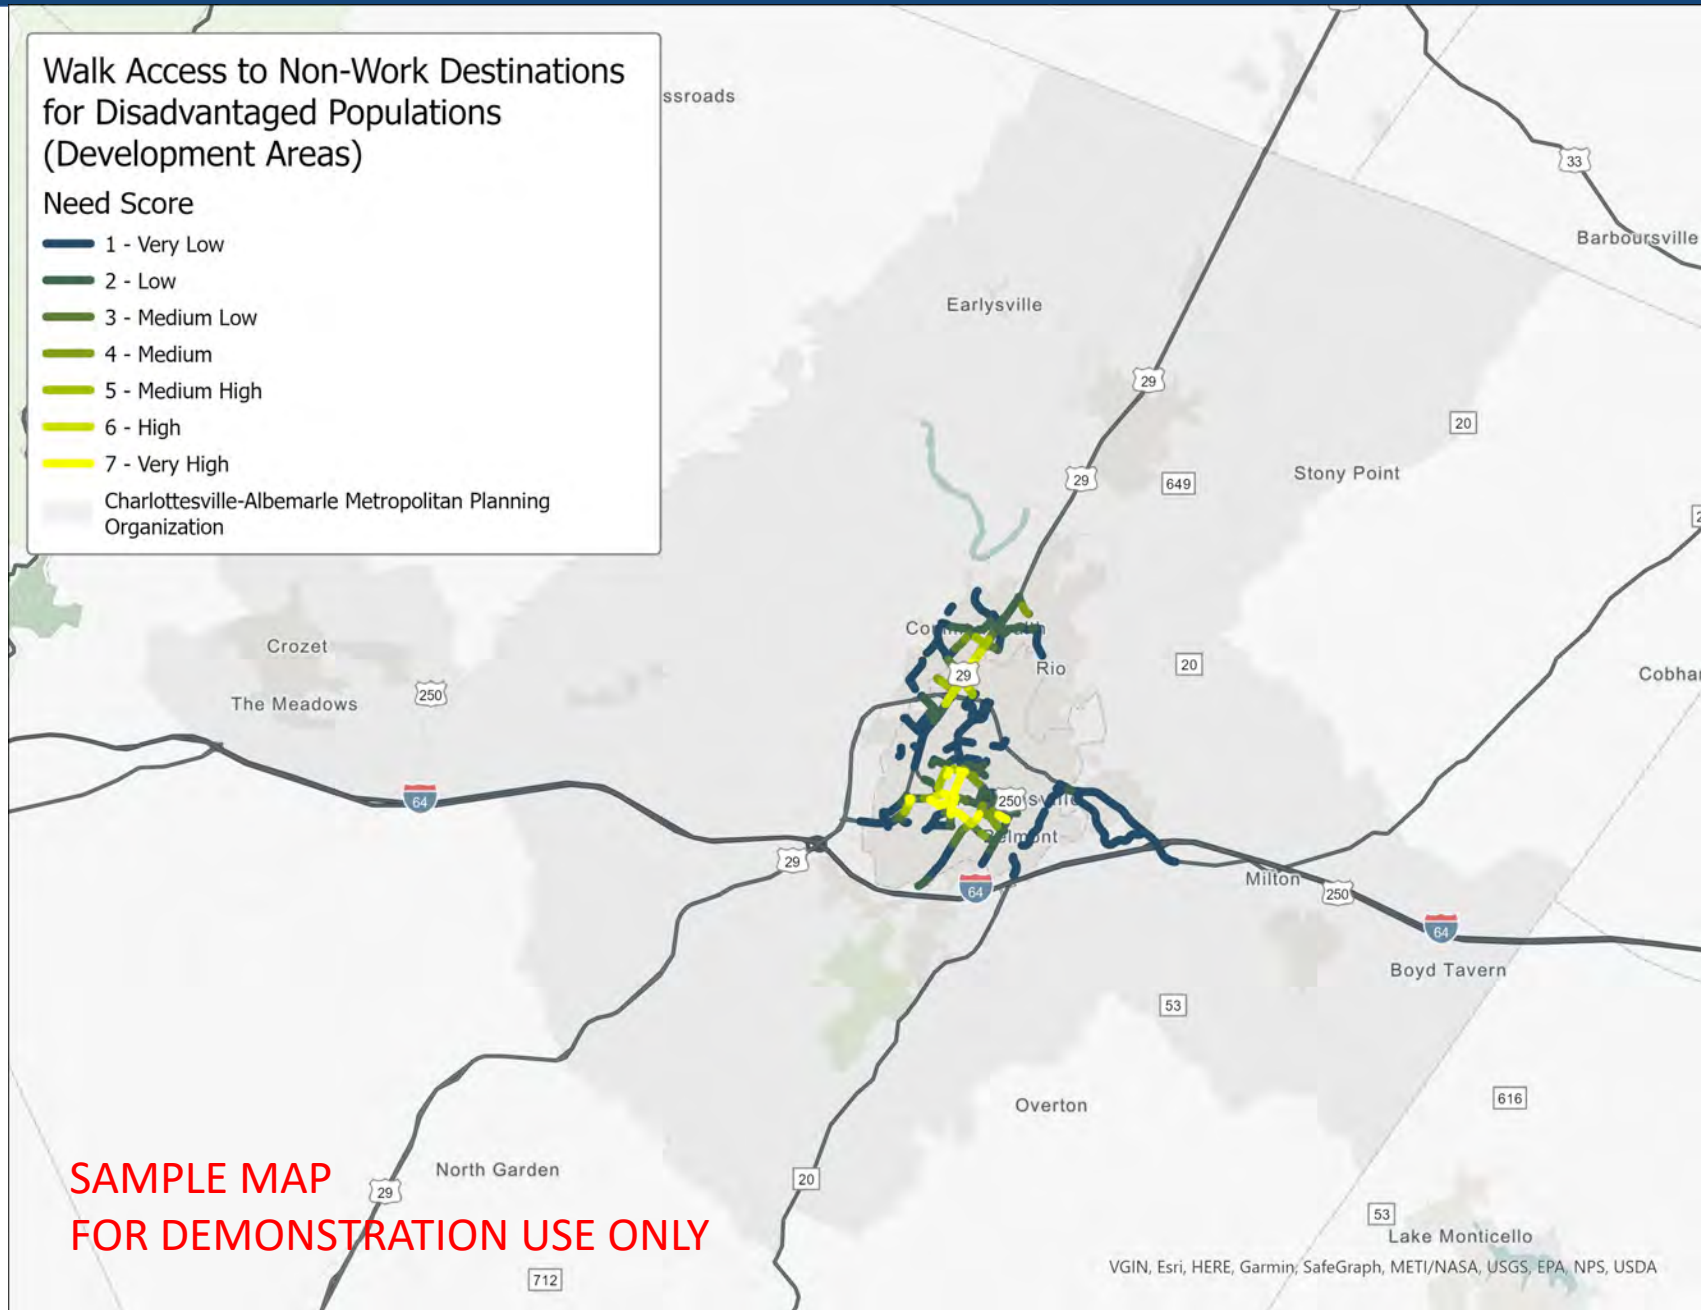 Walk Access to Non-Work Destinations
for Disadvantaged Populations
(Development Areas)
Need Score
1 - Very Low
2 - Low
3 - Medium Low
4 - Medium
5 - Medium High
6 - High
7 - Very High
Charlottesville-Albemarle Metropolitan Planning
Organization
ssroads
33
Barboursville
Earlysville
29
20
Stony Point
29
649
Crozet
Rio
20
29
Cobha
250
The Meadows
64
250
Belmont
29
Milton
64
250
64
Boyd Tavern
53
Overton
616
North Garden
20
29
53
Lake Monticello
712
SAMPLE MAP
FOR DEMONSTRATION USE ONLY
VGIN, Esri, HERE, Garmin, SafeGraph, METI/NASA, USGS, EPA, NPS, USDA